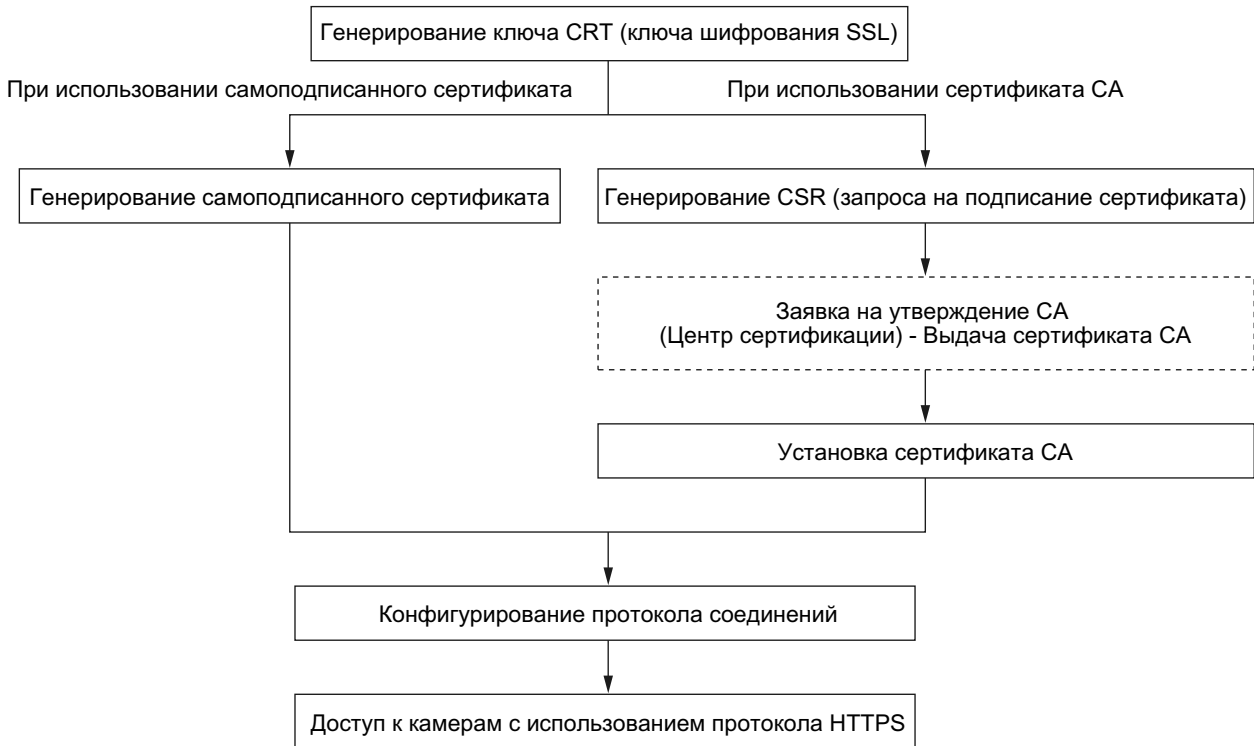 Генерирование ключа CRT (ключа шифрования SSL)
При использовании самоподписанного сертификата
При использовании сертификата CA
Генерирование самоподписанного сертификата
Генерирование CSR (запроса на подписание сертификата)
Заявка на утверждение CA
(Центр сертификации) - Выдача сертификата CA
Установка сертификата CA
Конфигурирование протокола соединений
Доступ к камерам с использованием протокола HTTPS